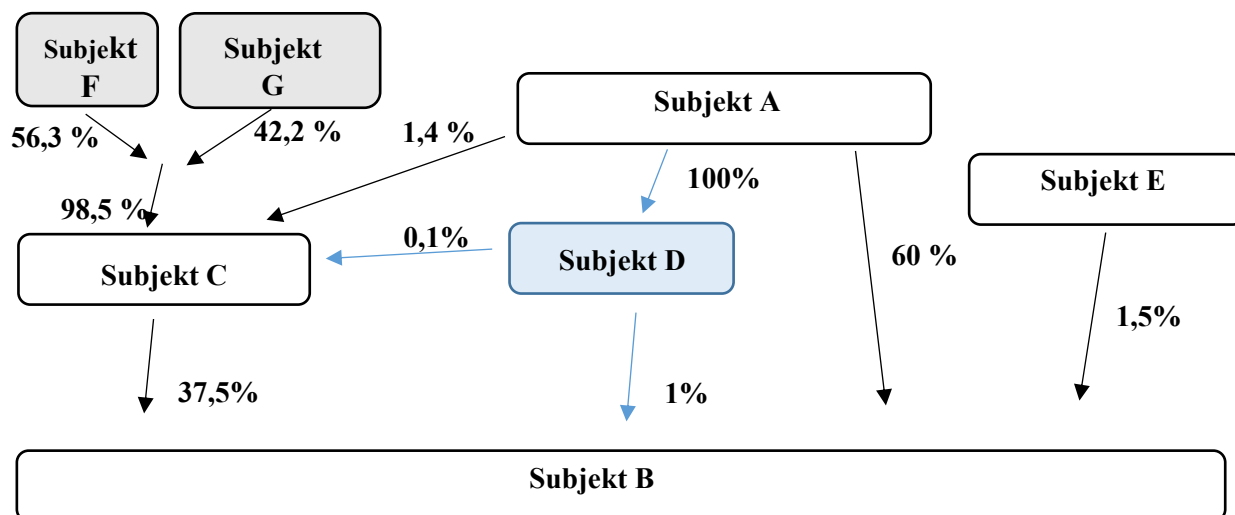 Subjekt
F
Subjekt
G
Subjekt A
56,3 %
42,2 %
1,4 %
100%
Subjekt E
98,5 %
0,1%
Subjekt C
Subjekt D
60 %
1,5%
37,5%
1%
Subjekt B